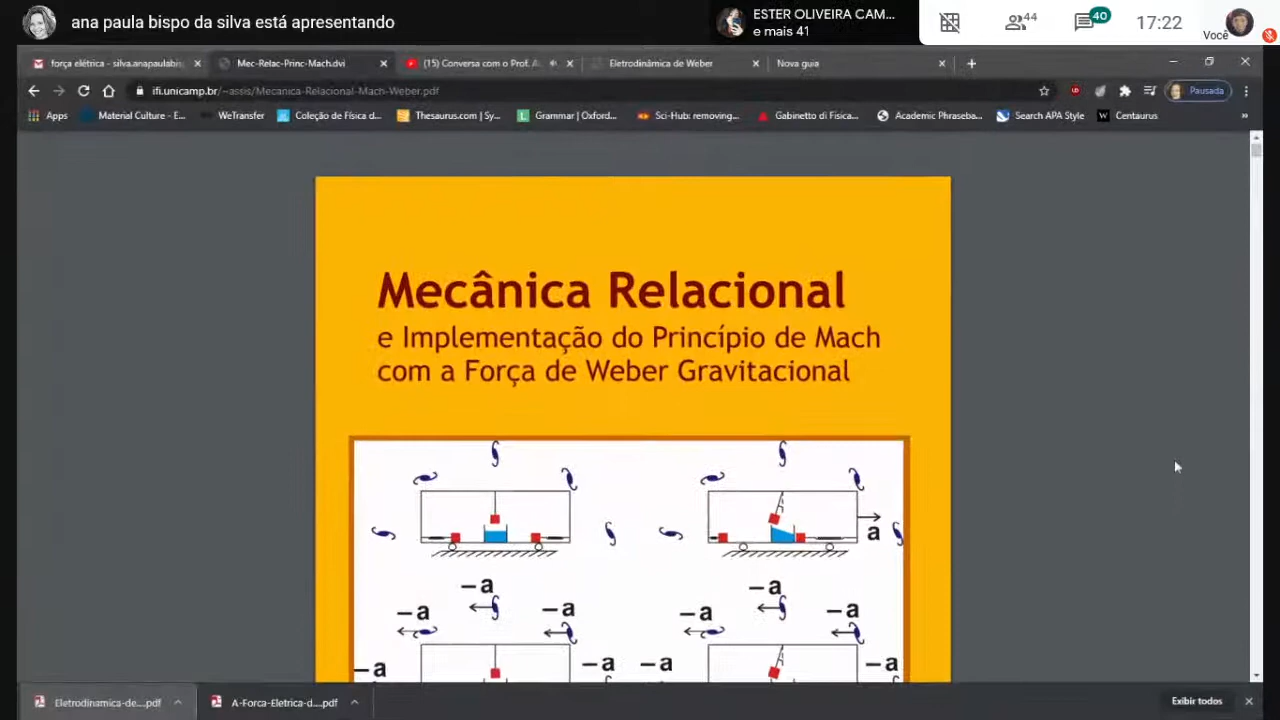 ana paula bispo da silva está apresentando
ESTER OLIVEIRA CAM...
e mais 41
44
40
17:22
Você
força elétrica - silva.anapaulabis
Mec-Relac-Princ-Mach.dvi
(15) Conversa com o Prof. A
Eletrodinâmica de Weber
Nova guia
ifi.unicamp.br/~assis/Mecanica-Relacional-Mach-Weber.pdf
Pausada
Apps
Material Culture - E...
WeTransfer
Coleção de Física d...
Thesaurus.com | Sy...
Grammar | Oxford...
Sci-Hub: removing...
Gabinetto di Fisica...
Academic Phraseba...
Search APA Style
W Centaurus
Mecânica Relacional
e Implementação do Princípio de Mach
com a Força de Weber Gravitacional
a
–a
–a
–a
–a
–a
–a
–a
–a
–a
–a
Eletrodinamica-de....pdf
A-Forca-Eletrica-d....pdf
Exibir todos